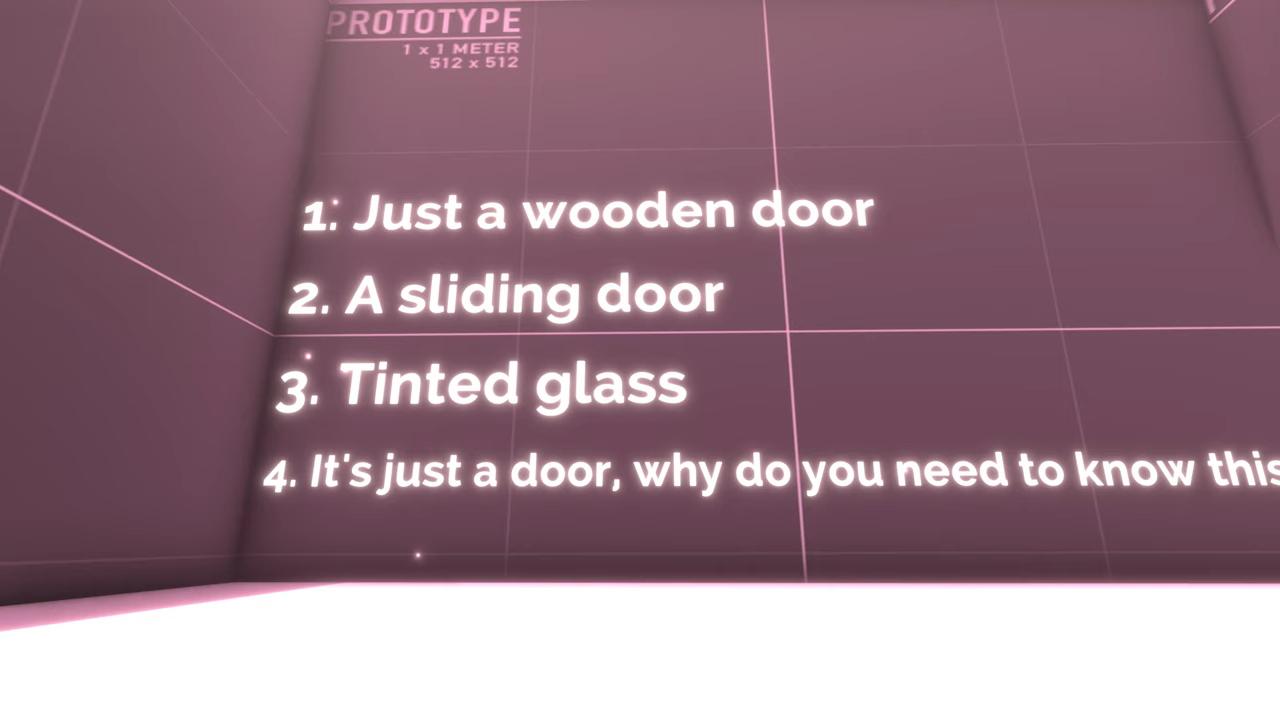 PROTOTYPE
1 x 1 METER
512 x 512
1. Just a wooden door
2. A sliding door
3. Tinted glass
4. It's just a door, why do you need to know this